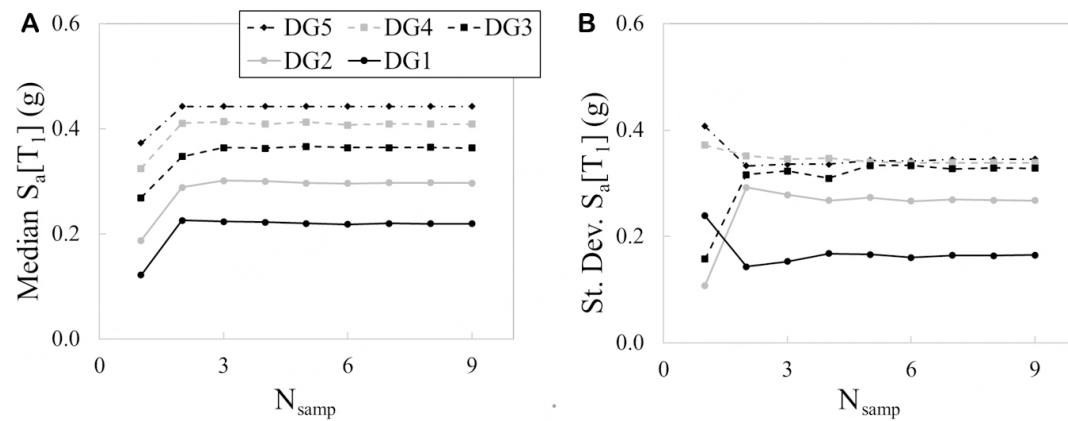 A
0.6
0.4
0.2
0.0
0
3
6
9
Median Sa[T1] (g)
Nsamp
DG5 DG4 DG3
DG2 DG1
B
0.6
0.4
0.2
0.0
0
3
6
9
St. Dev. Sa[T1] (g)
Nsamp